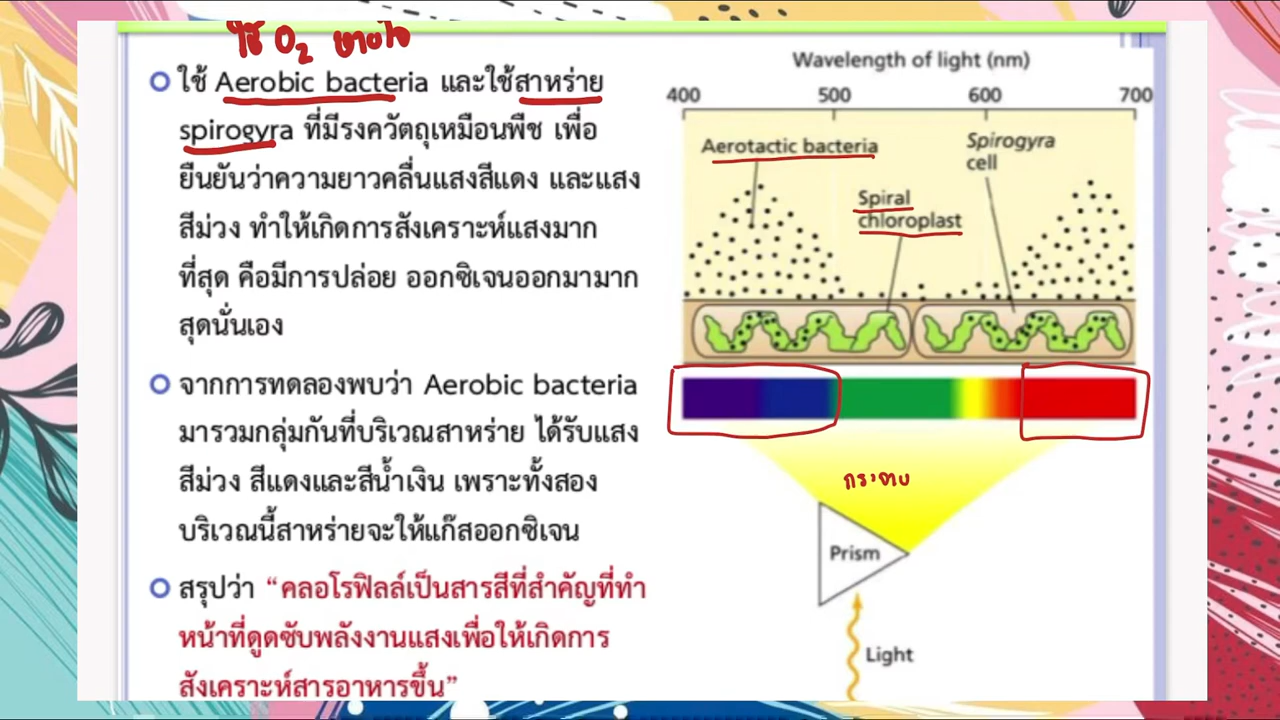 ใช้ O2 หายใจ
ใช้ Aerobic bacteria และใช้สาหร่าย
spirogyra ที่มีรงควัตถุเหมือนพืช เพื่อ
ยืนยันว่าความยาวคลื่นแสงสีแดง และแสง
สีม่วง ทำให้เกิดการสังเคราะห์แสงมาก
ที่สุด คือมีการปล่อย ออกซิเจนออกมามาก
สุดนั่นเอง
จากการทดลองพบว่า Aerobic bacteria
มารวมกลุ่มกันที่บริเวณสาหร่าย ได้รับแสง
สีม่วง สีแดงและสีน้ำเงิน เพราะทั้งสอง
บริเวณนี้สาหร่ายจะให้แก๊สออกซิเจน
สรุปว่า “คลอโรฟิลล์เป็นสารสีที่สำคัญที่ทำ
หน้าที่ดูดซับพลังงานแสงเพื่อให้เกิดการ
สังเคราะห์สารอาหารขึ้น”
Wavelength of light (nm)
400 500 600 700
Aerotactic bacteria
Spirogyra
cell
Spiral
chloroplast
กระทบ
Prism
Light